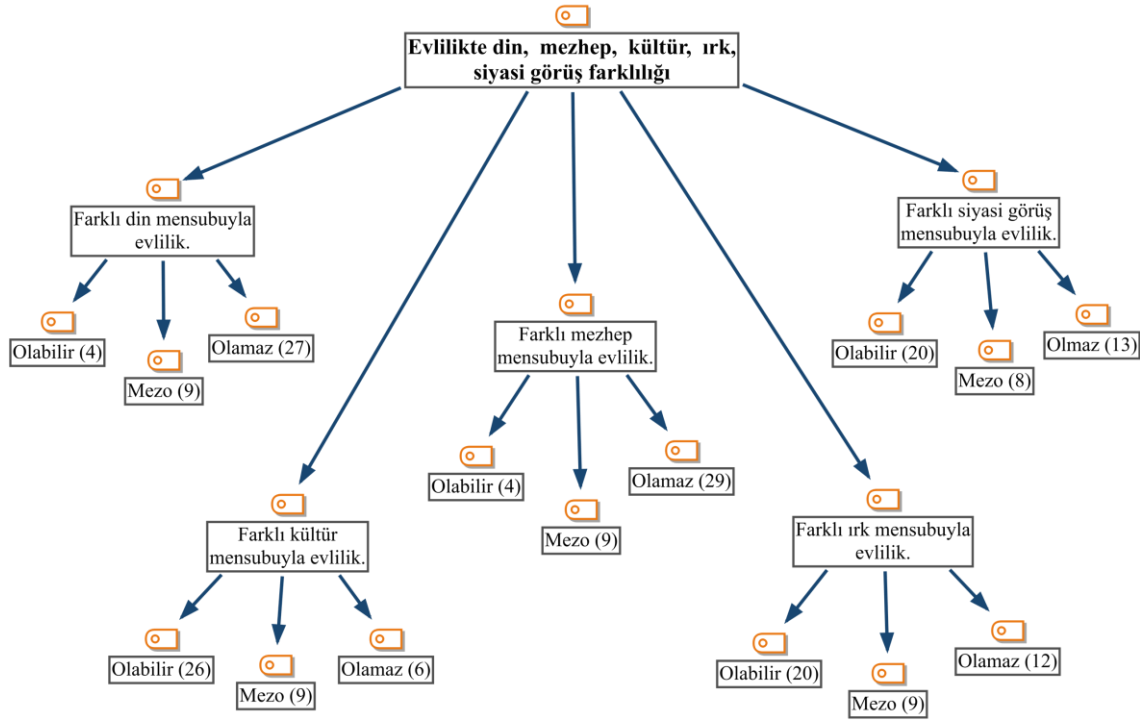 Evlilikte din, mezhep, kültür, ırk,
siyasi görüş farklılığı
Farklı din mensubuyla
evlilik.
Olabilir (4)
Mezo (9)
Olamaz (27)
Farklı kültür
mensubuyla evlilik.
Olabilir (26)
Mezo (9)
Olamaz (6)
Farklı mezhep
mensubuyla evlilik.
Olabilir (4)
Mezo (9)
Olamaz (29)
Farklı ırk mensubuyla
evlilik.
Olabilir (20)
Mezo (9)
Olamaz (12)
Farklı siyasi görüş
mensubuyla evlilik.
Olabilir (20)
Mezo (8)
Olmaz (13)